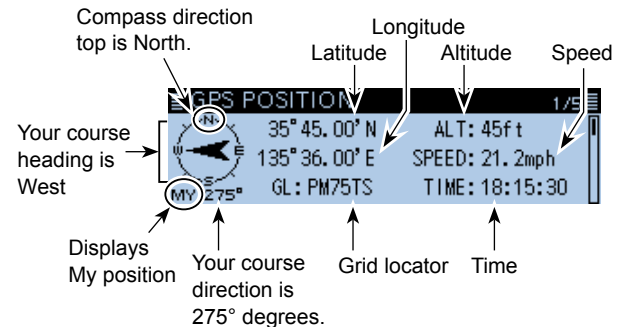 Compass direction
top is North.
Latitude
Longitude
Altitude
Speed
GPS POSITION 1/5
N
W E
S
MY 275°
35°45.00'N
135°36.00'E
GL: PM75TS
ALT: 45ft
SPEED: 21.2mph
TIME: 18:15:30
Your course
heading is
West
Displays
My position
Your course
direction is
275° degrees.
Grid locator
Time